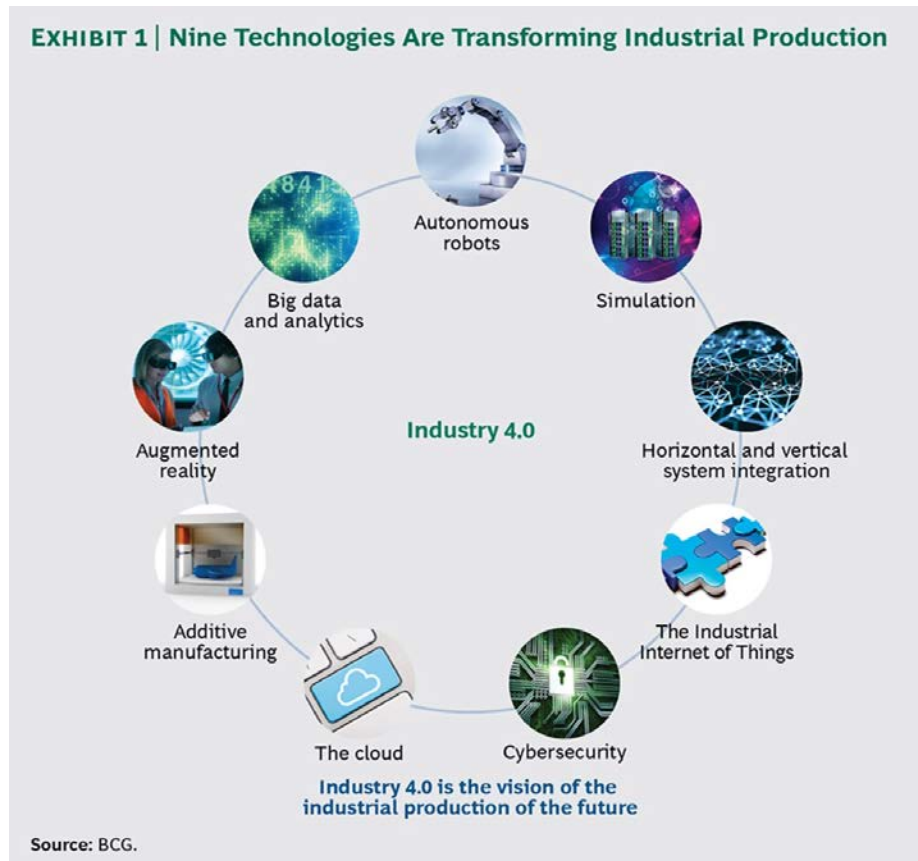 EXHIBIT 1 | Nine Technologies Are Transforming Industrial Production
48415
Autonomous
robots
Big data
and analytics
Simulation
Industry 4.0
Augmented
reality
Horizontal and vertical
system integration
Additive
manufacturing
The Industrial
Internet of Things
The cloud
Cybersecurity
Industry 4.0 is the vision of the
industrial production of the future
Source: BCG.